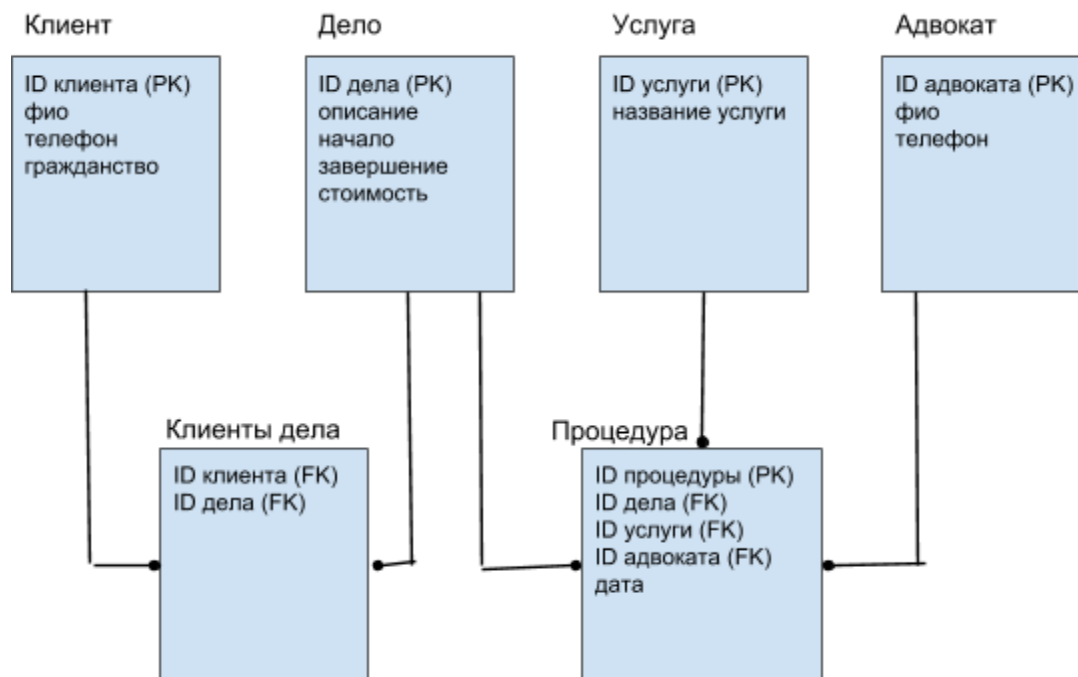 Клиент
ID клиента (PK)
фио
телефон
гражданство
Дело
ID дела (PK)
описание
начало
завершение
стоимость
Услуга
ID услуги (PK)
название услуги
Адвокат
ID адвоката (PK)
фио
телефон
Клиенты дела
ID клиента (FK)
ID дела (FK)
Процедура
ID процедуры (PK)
ID дела (FK)
ID услуги (FK)
ID адвоката (FK)
дата